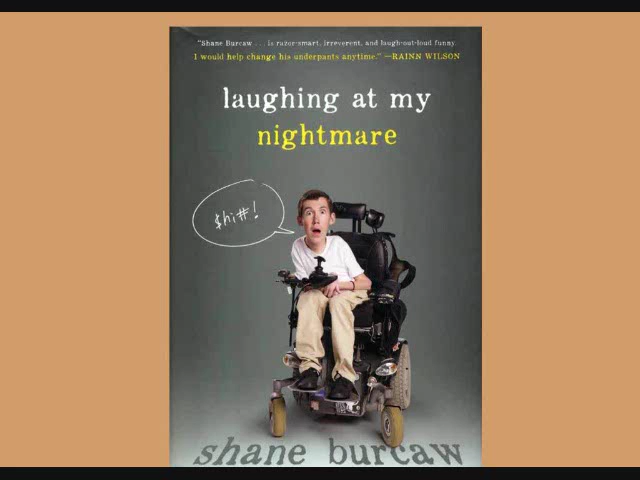 "Shane Burcaw . . . is razor-smart, irreverent, and laugh-out-loud funny.
I would help change his underpants anytime." —RAINN WILSON
laughing at my
nightmare
$hi#!
shane burcaw